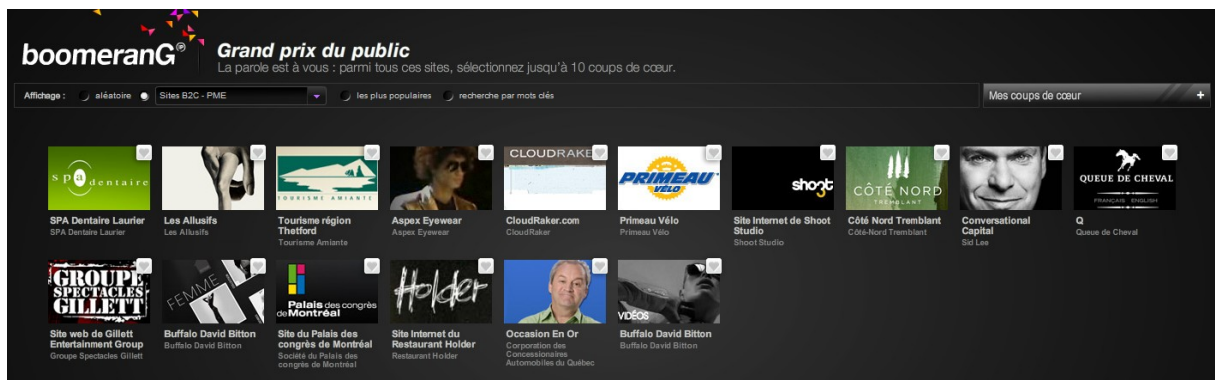 boomeranG®
Grand prix du public
La parole est à vous : parmi tous ces sites, sélectionnez jusqu'à 10 coups de cœur.
Affichage : aléatoire Sites B2C - PME les plus populaires recherche par mots clés
Mes coups de cœur +
spa dentaire
SPA Dentaire Laurier
SPA Dentaire Laurier
Les Allusifs
Les Allusifs
TOURISME AMIANTE
Tourisme région
Thetford
Tourisme Amiante
Aspex Eyewear
Aspex Eyewear
CLOUDRAKER
CloudRaker.com
CloudRaker
PRIMEAU
VÉLO
Primeau Vélo
Primeau Vélo
shoot
Site Internet de Shoot
Studio
Shoot Studio
CÔTÉ NORD
TREMBLANT
Côté Nord Tremblant
Côté-Nord Tremblant
Conversational
Capital
Sid Lee
QUEUE DE CHEVAL
FRANÇAIS ENGLISH
Q
Queue de Cheval
GROUPE
SPECTACLES
GILLETT
Site web de Gillett
Entertainment Group
Groupe Spectacles Gillett
FEMME
Buffalo David Bitton
Buffalo David Bitton
Palais des congrès
de Montréal
Site du Palais des
congrès de Montréal
Société du Palais des
congrès de Montréal
Holder
Site Internet du
Restaurant Holder
Restaurant Holder
Occasion En Or
Corporation des
Concessionaires
Automobiles du Québec
VIDÉOS
Buffalo David Bitton
Buffalo David Bitton